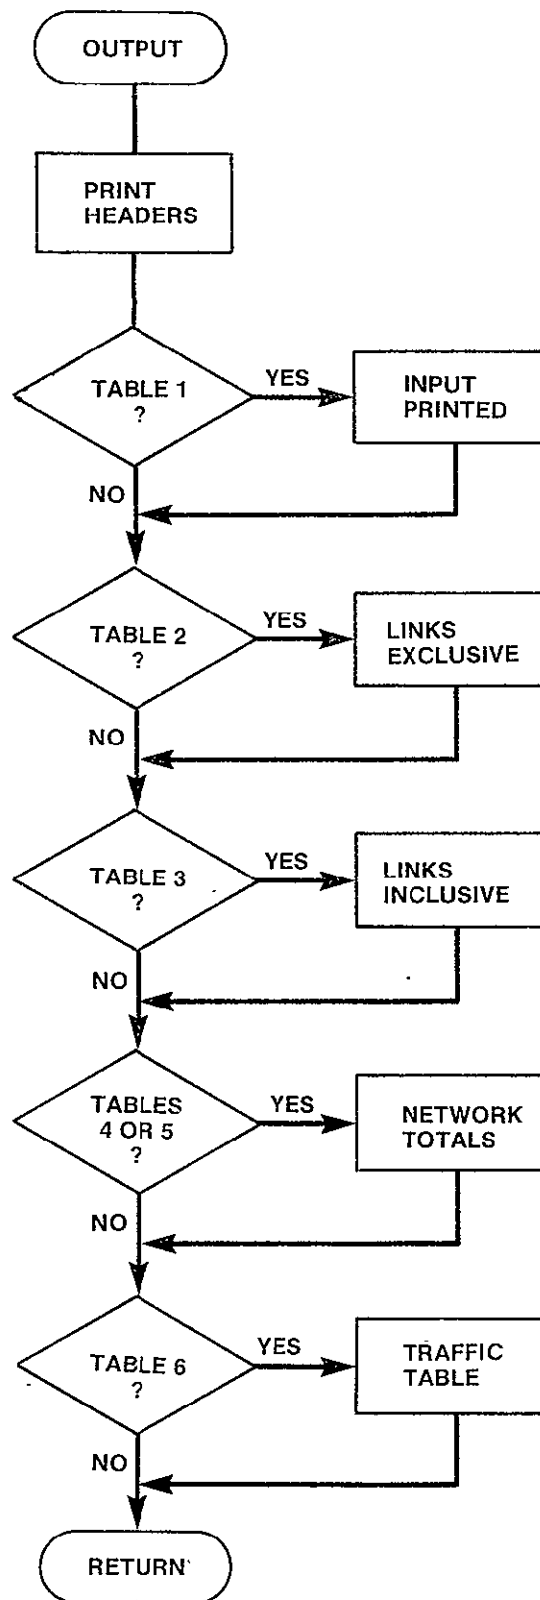 OUTPUT
PRINT
HEADERS
TABLE 1
?
YES
INPUT
PRINTED
NO
TABLE 2
?
YES
LINKS
EXCLUSIVE
NO
TABLE 3
?
YES
LINKS
INCLUSIVE
NO
TABLES
4 OR 5
?
YES
NETWORK
TOTALS
NO
TABLE 6
?
YES
TRAFFIC
TABLE
NO
RETURN